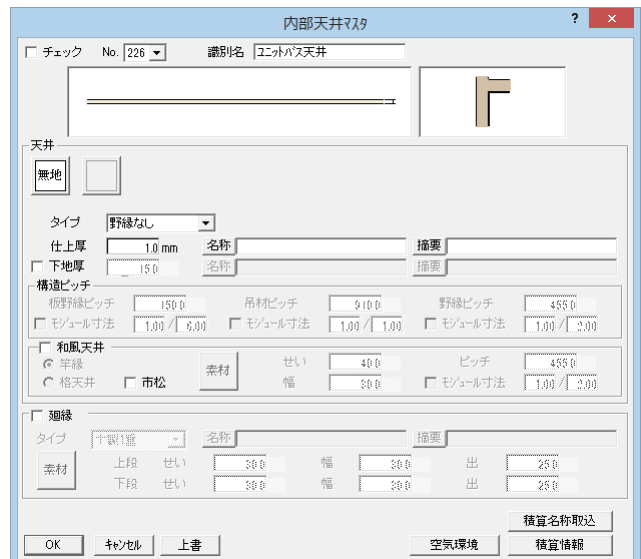 内部天井ﾏｽﾀ ? ×
チェック No. 226 識別名 ﾕﾆｯﾄﾊﾞｽ天井
天井
無地
タイプ 野縁なし
仕上厚 1.0 mm 名称 摘要
下地厚 15.0 名称 摘要
構造ピッチ
板野縁ピッチ 150.0 吊材ピッチ 910.0 野縁ピッチ 455.0
ﾓｼﾞｭｰﾙ寸法 1.00 / 6.00 ﾓｼﾞｭｰﾙ寸法 1.00 / 1.00 ﾓｼﾞｭｰﾙ寸法 1.00 / 2.00
和風天井
竿縁 素材 せい 40.0 ピッチ 455.0
格天井 市松 幅 30.0 ﾓｼﾞｭｰﾙ寸法 1.00 / 2.00
廻縁
タイプ 木製1重 名称 摘要
素材 上段 せい 30.0 幅 30.0 出 25.0
下段 せい 30.0 幅 30.0 出 25.0
積算名称取込
OK ｷｬﾝｾﾙ 上書 空気環境 積算情報